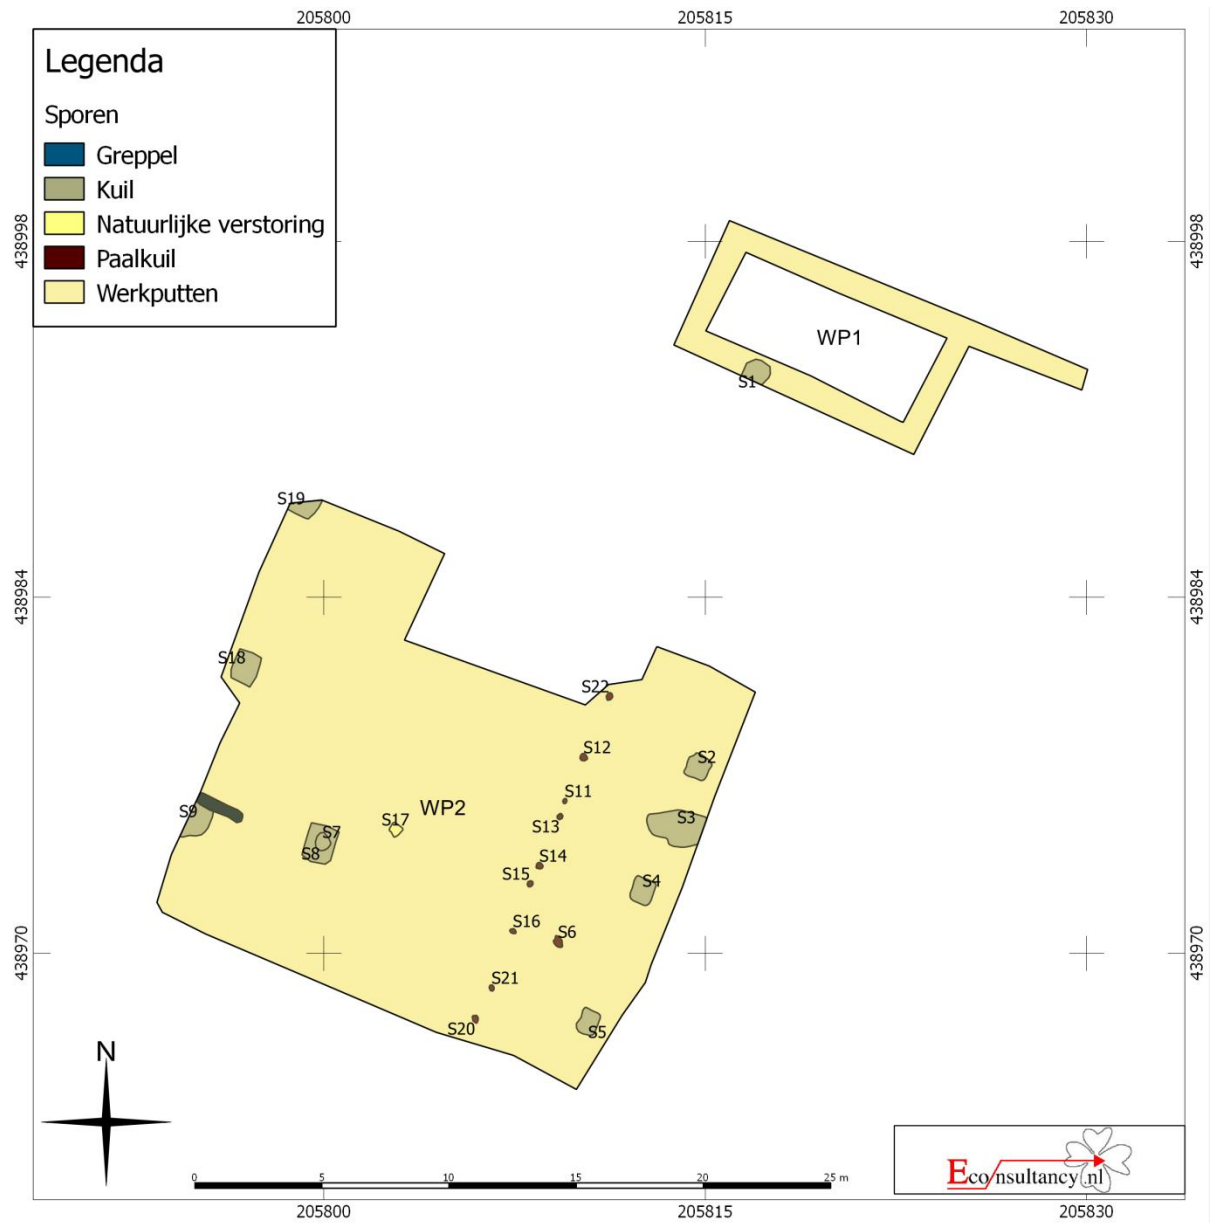 205800 205815 205830
Legenda
Sporen
Greppel
Kuil
Natuurlijke verstoring
Paalkuil
Werkputten
438998 438998
WP1
S1
S19
438984 438984
S18
S22
S12
S2
S11
S9 WP2 S17 S13 S3
S7
S8
S14
S15 S4
S16 S6
438970 438970
S21
S20 S5
N
0 5 10 15 20 25 m
Econsultancy.nl
205800 205815 205830